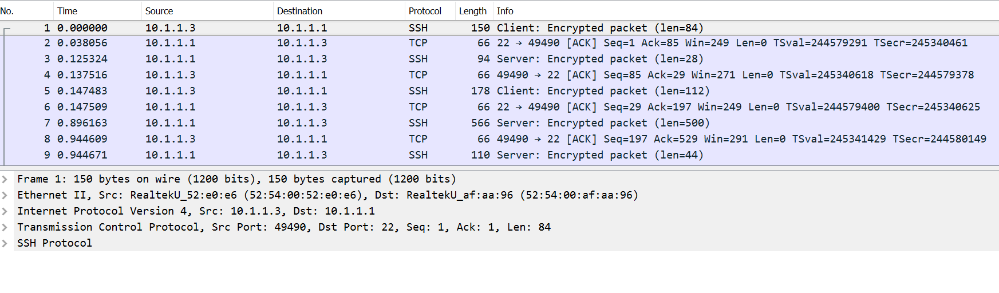 No. Time Source Destination Protocol Length Info
1 0.000000 10.1.1.3 10.1.1.1 SSH 150 Client: Encrypted packet (len=84)
2 0.038056 10.1.1.1 10.1.1.3 TCP 66 22 → 49490 [ACK] Seq=1 Ack=85 Win=249 Len=0 TSval=244579291 TSecr=245340461
3 0.125324 10.1.1.1 10.1.1.3 SSH 94 Server: Encrypted packet (len=28)
4 0.137516 10.1.1.3 10.1.1.1 TCP 66 49490 → 22 [ACK] Seq=85 Ack=29 Win=271 Len=0 TSval=245340618 TSecr=244579378
5 0.147483 10.1.1.3 10.1.1.1 SSH 178 Client: Encrypted packet (len=112)
6 0.147509 10.1.1.1 10.1.1.3 TCP 66 22 → 49490 [ACK] Seq=29 Ack=197 Win=249 Len=0 TSval=244579400 TSecr=245340625
7 0.896163 10.1.1.1 10.1.1.3 SSH 566 Server: Encrypted packet (len=500)
8 0.944609 10.1.1.3 10.1.1.1 TCP 66 49490 → 22 [ACK] Seq=197 Ack=529 Win=291 Len=0 TSval=245341429 TSecr=244580149
9 0.944671 10.1.1.1 10.1.1.3 SSH 110 Server: Encrypted packet (len=44)
Frame 1: 150 bytes on wire (1200 bits), 150 bytes captured (1200 bits)
Ethernet II, Src: RealtekU_52:e0:e6 (52:54:00:52:e0:e6), Dst: RealtekU_af:aa:96 (52:54:00:af:aa:96)
Internet Protocol Version 4, Src: 10.1.1.3, Dst: 10.1.1.1
Transmission Control Protocol, Src Port: 49490, Dst Port: 22, Seq: 1, Ack: 1, Len: 84
SSH Protocol